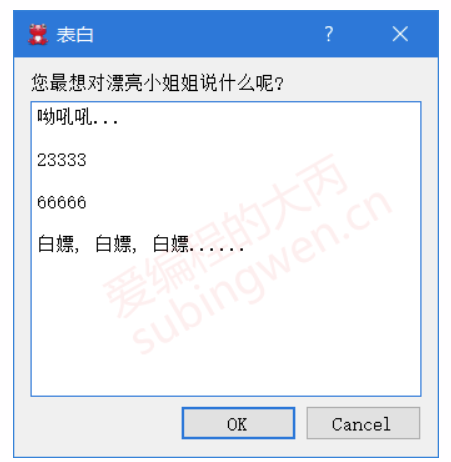 表白
?
您最想对漂亮小姐姐说什么呢?
呦吼吼...
23333
66666
白嫖, 白嫖, 白嫖......
爱编程的大丙
subingwen.cn
OK
Cancel